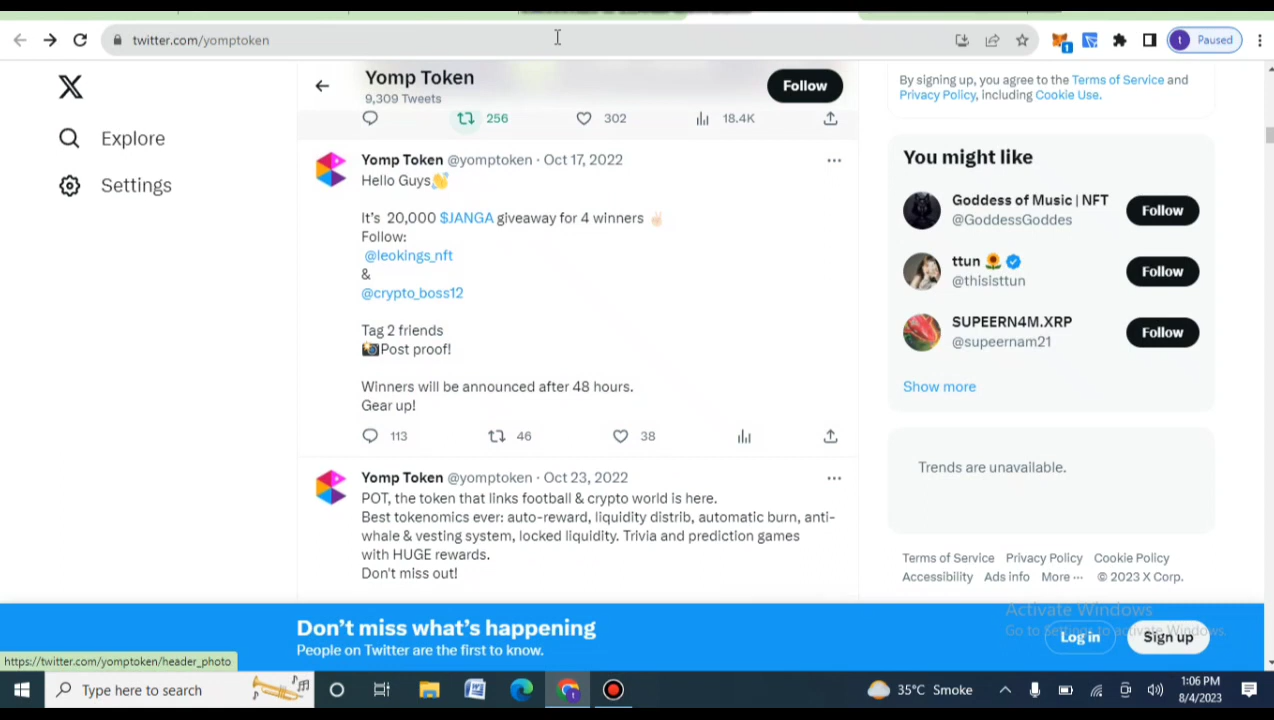 twitter.com/yomptoken
1
t
Paused
Explore
Settings
Yomp Token
9,309 Tweets
Follow
256
302
18.4K
Yomp Token @yomptoken · Oct 17, 2022
Hello Guys👋
It's 20,000 $JANGA giveaway for 4 winners ✌🏻
Follow:
@leokings_nft
&
@crypto_boss12
Tag 2 friends
📸Post proof!
Winners will be announced after 48 hours.
Gear up!
113
46
38
Yomp Token @yomptoken · Oct 23, 2022
POT, the token that links football & crypto world is here.
Best tokenomics ever: auto-reward, liquidity distrib, automatic burn, anti-
whale & vesting system, locked liquidity. Trivia and prediction games
with HUGE rewards.
Don't miss out!
By signing up, you agree to the Terms of Service and
Privacy Policy, including Cookie Use.
You might like
Goddess of Music | NFT
@GoddessGoddes
Follow
ttun 🌻
@thisisttun
Follow
SUPEERN4M.XRP
@supeernam21
Follow
Show more
Trends are unavailable.
Terms of Service Privacy Policy Cookie Policy
Accessibility Ads info More ··· © 2023 X Corp.
Activate Windows
Go to Settings to activate Windows.
Don't miss what's happening
People on Twitter are the first to know.
Log in
Sign up
https://twitter.com/yomptoken/header_photo
Type here to search
35°C Smoke
1:06 PM
8/4/2023